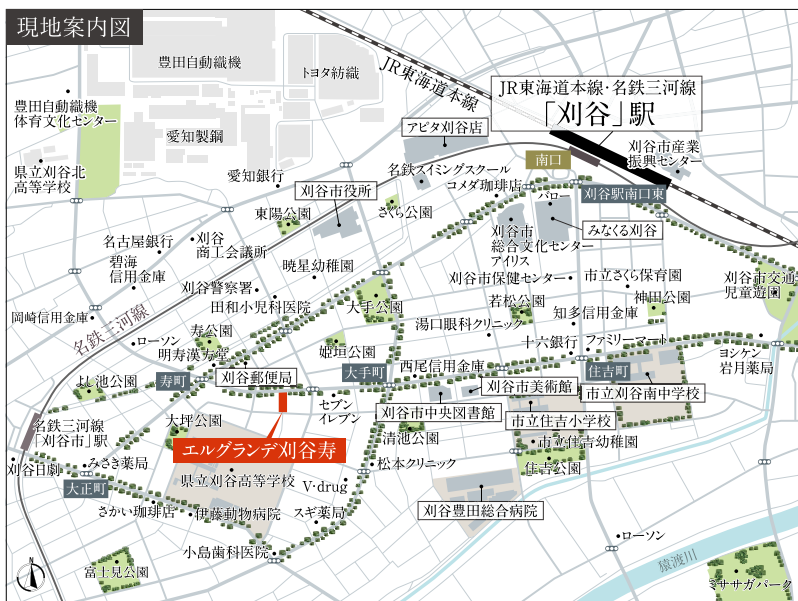 現地案内図
豊田自動織機
トヨタ紡織
JR東海道本線
豊田自動織機
体育文化センター
愛知製鋼
JR東海道本線・名鉄三河線
「刈谷」駅
アピタ刈谷店
南口
刈谷市産業
振興センター
県立刈谷北
高等学校
愛知銀行
刈谷市役所
名鉄スイミングスクール
コメダ珈琲店
バロー
刈谷駅南口東
東陽公園
さくら公園
みなくる刈谷
刈谷市
総合文化センター
アイリス
名古屋銀行
刈谷
商工会議所
碧海
信用金庫
暁星幼稚園
刈谷市保健センター
市立さくら保育園
刈谷市交通
児童遊園
刈谷警察署
田和小児科医院
大手公園
若松公園
神田公園
岡崎信用金庫
名鉄三河線
寿公園
知多信用金庫
湯口眼科クリニック
ローソン
明寿漢方堂
姫垣公園
十六銀行
ファミリーマート
ヨシケン
岩月薬局
よし池公園
寿町
刈谷郵便局
大手町
西尾信用金庫
住吉町
刈谷市美術館
市立刈谷南中学校
セブン
イレブン
刈谷市中央図書館
市立住吉小学校
名鉄三河線
「刈谷市」駅
大坪公園
エルグランデ刈谷寿
清池公園
市立住吉幼稚園
刈谷日劇
みささ薬局
松本クリニック
住吉公園
県立刈谷高等学校
V・drug
大正町
さかい珈琲店
伊藤動物病院
スギ薬局
刈谷豊田総合病院
小島歯科医院
ローソン
猿渡川
富士見公園
ミササガパーク
N